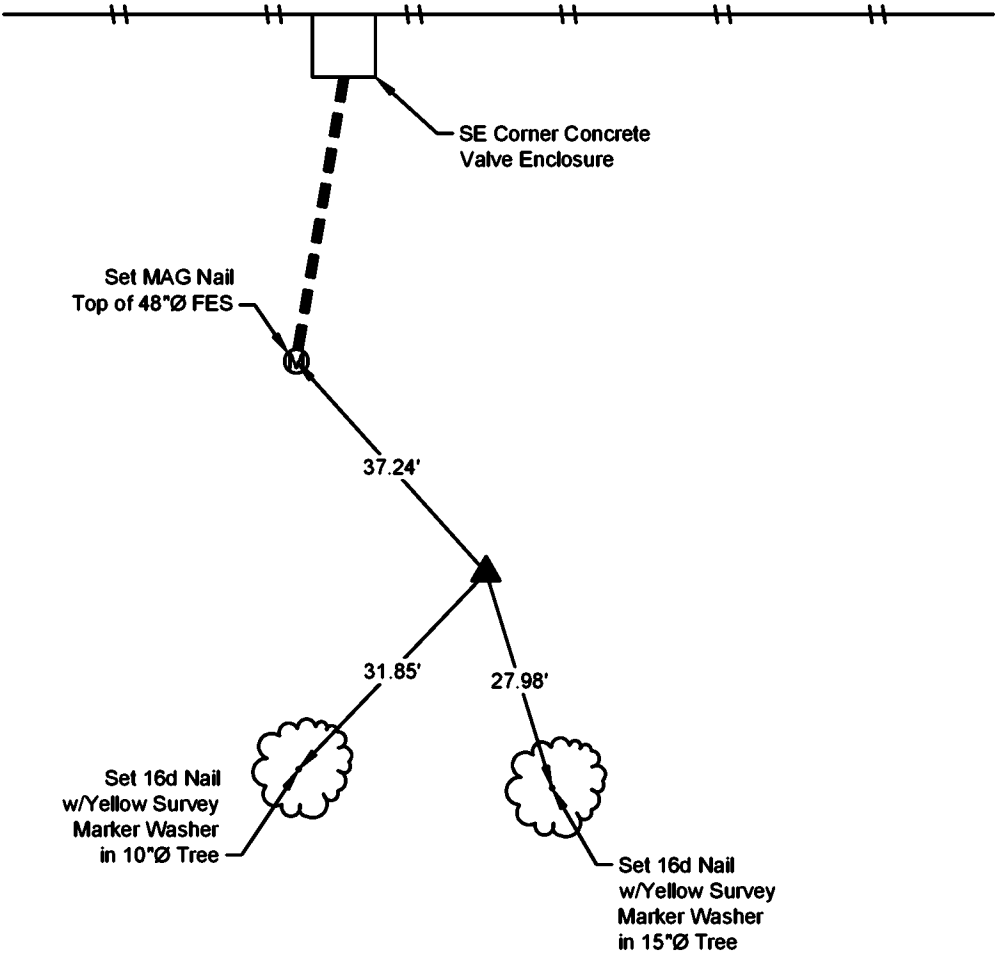 SE Corner Concrete
Valve Enclosure
Set MAG Nail
Top of 48"Ø FES
M
37.24'
31.85'
27.98'
Set 16d Nail
w/Yellow Survey
Marker Washer
in 10"Ø Tree
Set 16d Nail
w/Yellow Survey
Marker Washer
in 15"Ø Tree